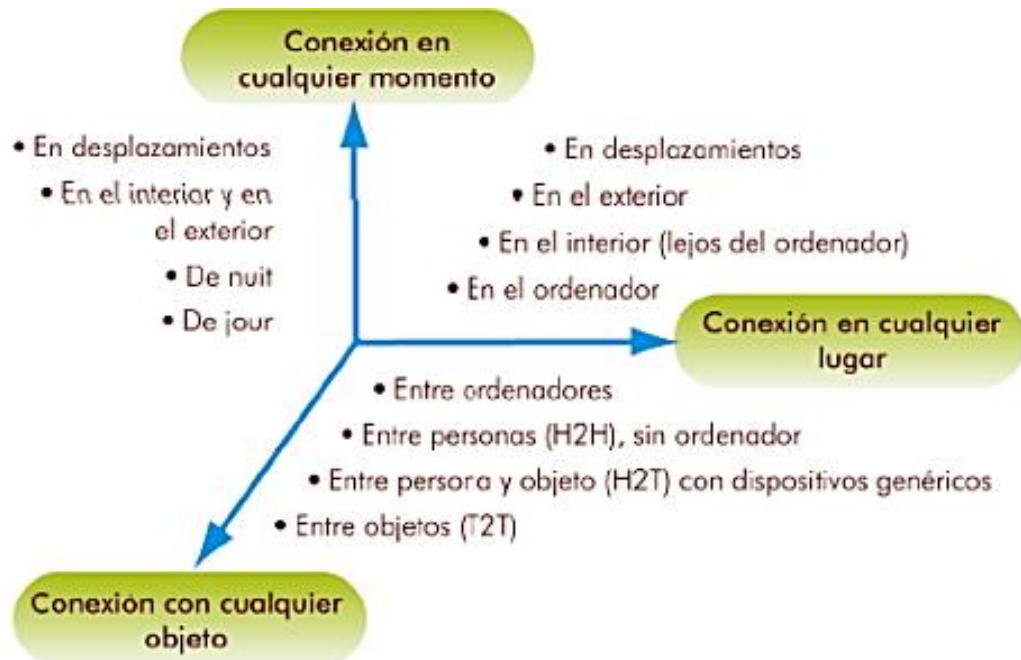 Conexión en
cualquier momento
• En desplazamientos
• En el interior y en
el exterior
• De nuit
• De jour
• En desplazamientos
• En el exterior
• En el interior (lejos del ordenador)
• En el ordenador
Conexión en cualquier
lugar
• Entre ordenadores
• Entre personas (H2H), sin ordenador
• Entre persora y objeto (H2T) con dispositivos genéricos
• Entre objetos (T2T)
Conexión con cualquier
objeto